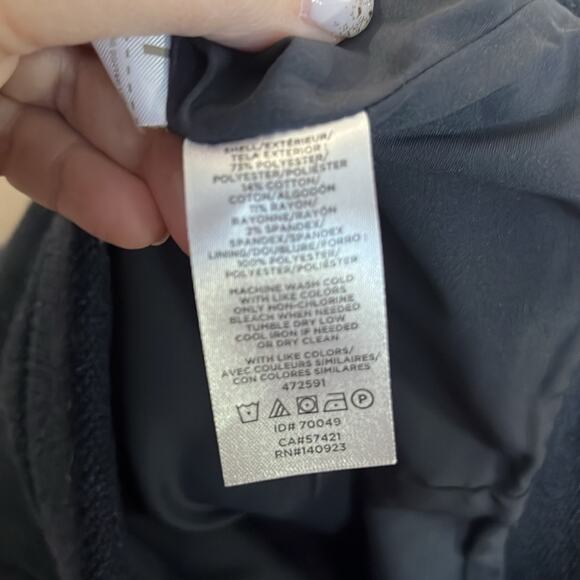 SHELL/EXTÉRIEUR/
TELA EXTERIOR:
73% POLYESTER/
POLYESTER/POLIÉSTER
14% COTTON/
COTON/ALGODÓN
11% RAYON/
RAYONNE/RAYÓN
2% SPANDEX/
SPANDEX/SPANDEX
LINING/DOUBLURE/FORRO:
100% POLYESTER/
POLYESTER/POLIÉSTER
MACHINE WASH COLD
WITH LIKE COLORS
ONLY NON-CHLORINE
BLEACH WHEN NEEDED
TUMBLE DRY LOW
COOL IRON IF NEEDED
OR DRY CLEAN
WITH LIKE COLORS/
AVEC COULEURS SIMILAIRES/
CON COLORES SIMILARES
472591
P
ID# 70049
CA#57421
RN#140923